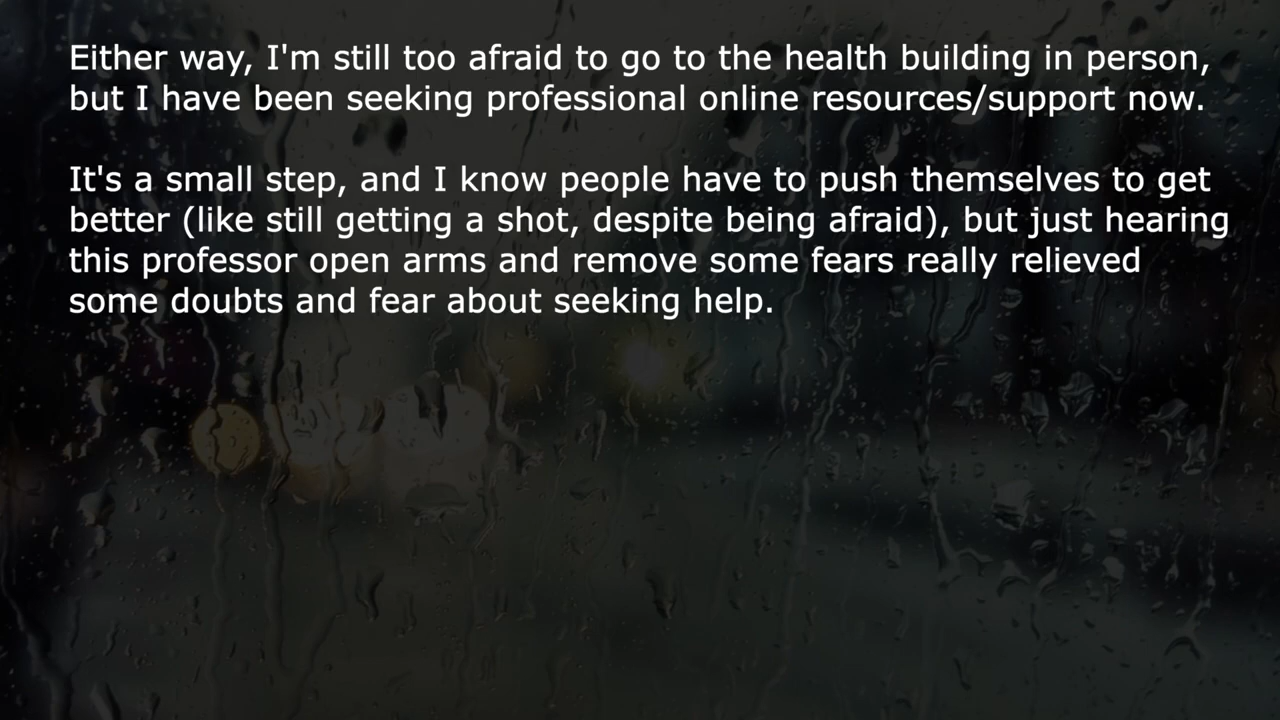 Either way, I'm still too afraid to go to the health building in person,
but I have been seeking professional online resources/support now.
It's a small step, and I know people have to push themselves to get
better (like still getting a shot, despite being afraid), but just hearing
this professor open arms and remove some fears really relieved
some doubts and fear about seeking help.